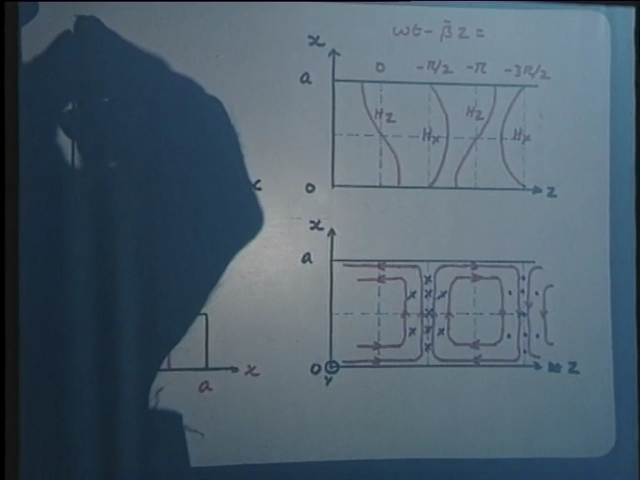 ωt - β̄z =
x
a 0 -π/2 -π -3π/2
Hz Hx Hz Hx
0 z
x
a
0 y z
a x